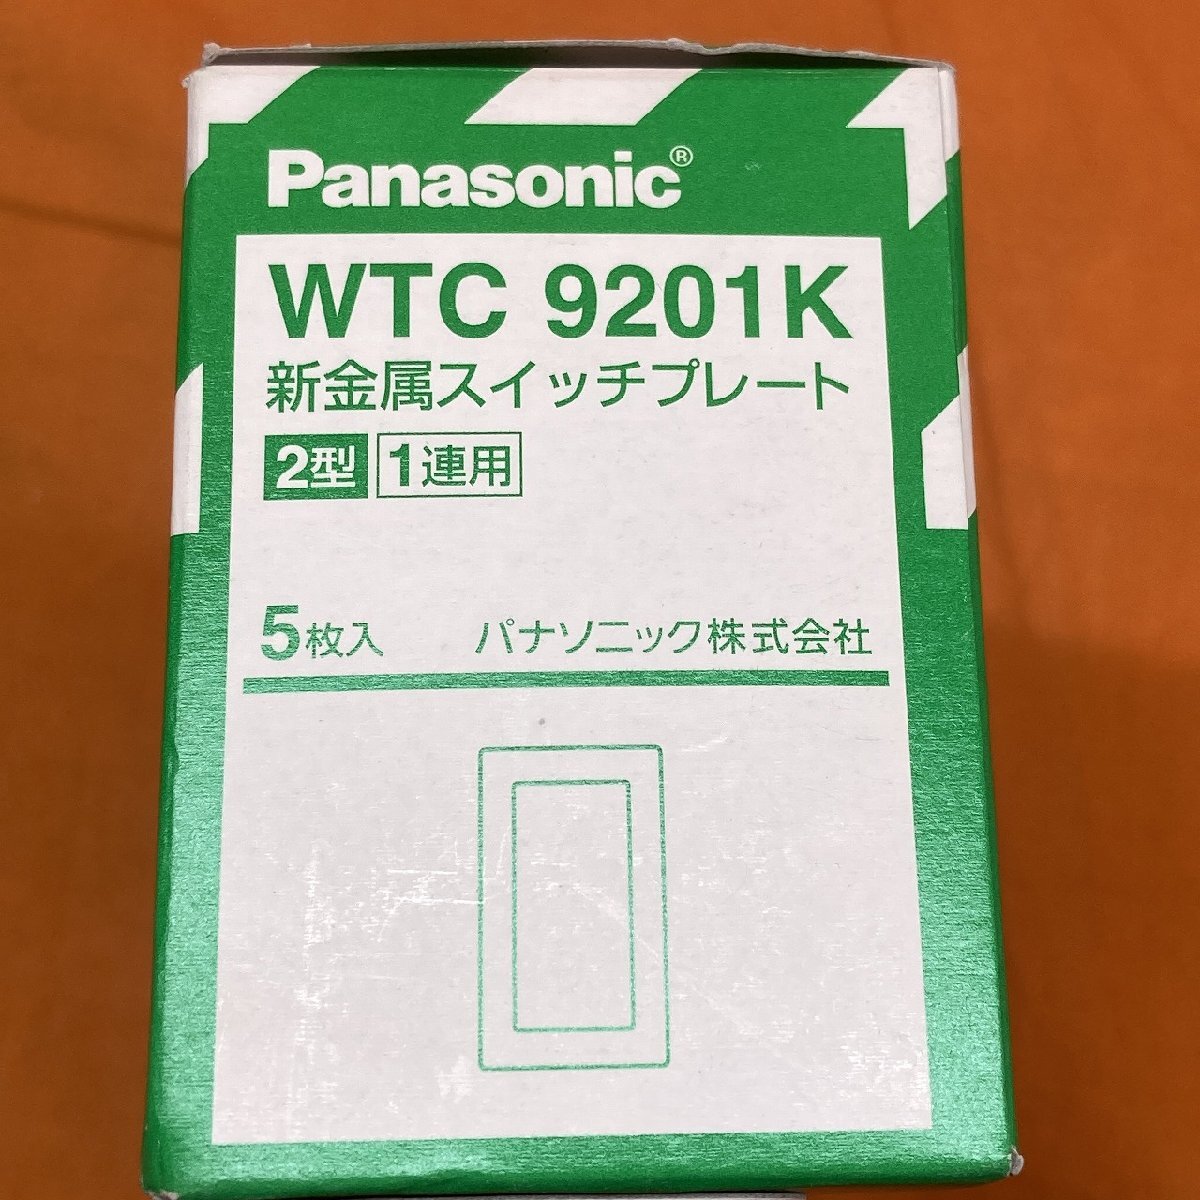 Panasonic®
WTC 9201K
新金属スイッチプレート
2型 1連用
5枚入 パナソニック株式会社